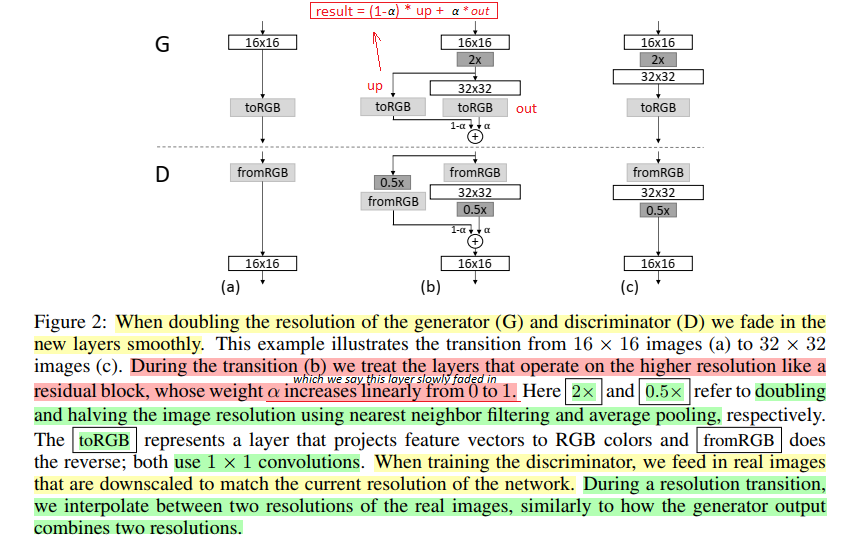 result = (1-α) * up + α * out
G
16x16
16x16
16x16
2x
2x
up
32x32
32x32
toRGB
toRGB
toRGB
out
toRGB
1-α
α
+
D
fromRGB
fromRGB
fromRGB
0.5x
32x32
32x32
fromRGB
0.5x
0.5x
1-α
α
+
16x16
16x16
16x16
(a)
(b)
(c)
Figure 2: When doubling the resolution of the generator (G) and discriminator (D) we fade in the
new layers smoothly. This example illustrates the transition from 16 × 16 images (a) to 32 × 32
images (c). During the transition (b) we treat the layers that operate on the higher resolution like a
which we say this layer slowly faded in
residual block, whose weight α increases linearly from 0 to 1. Here 2× and 0.5× refer to doubling
and halving the image resolution using nearest neighbor filtering and average pooling, respectively.
The toRGB represents a layer that projects feature vectors to RGB colors and fromRGB does
the reverse; both use 1 × 1 convolutions. When training the discriminator, we feed in real images
that are downscaled to match the current resolution of the network. During a resolution transition,
we interpolate between two resolutions of the real images, similarly to how the generator output
combines two resolutions.